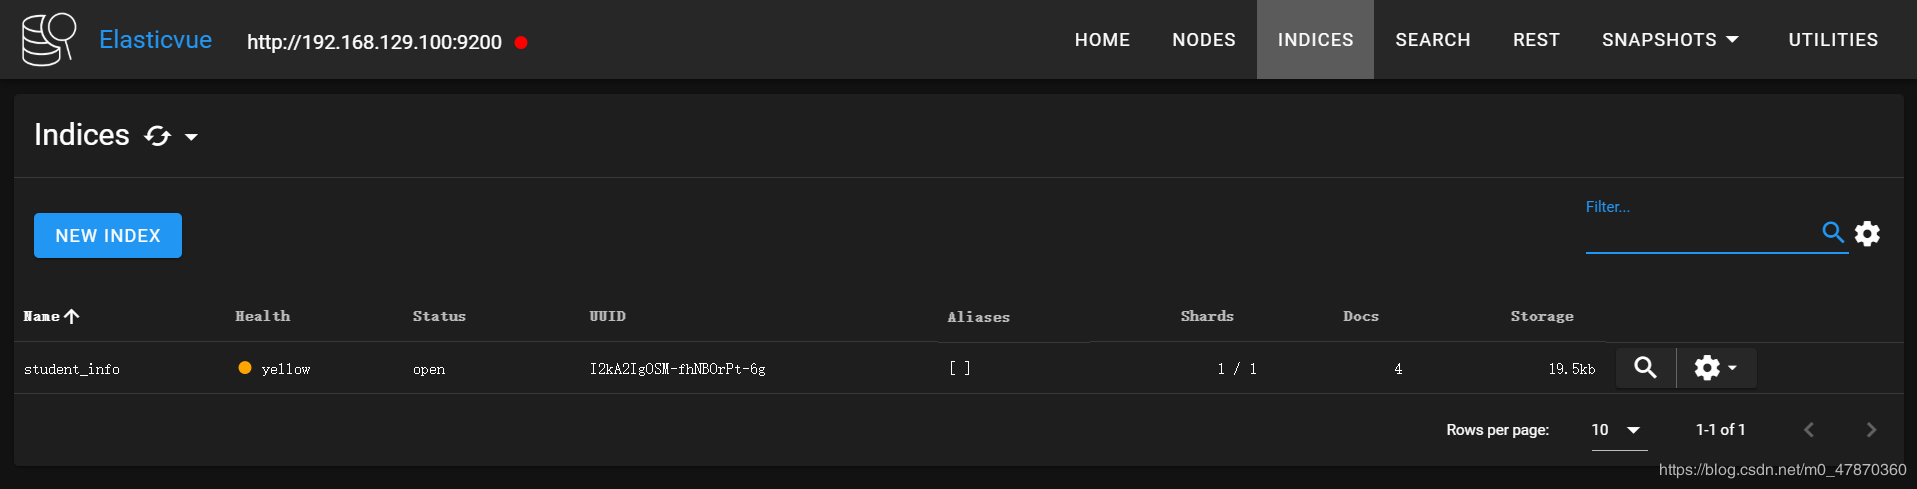 Elasticvue http://192.168.129.100:9200 HOME NODES INDICES SEARCH REST SNAPSHOTS UTILITIES
Indices
Filter...
NEW INDEX
Name Health Status UUID Aliases Shards Docs Storage
student_info yellow open I2kA2IgOSM-fhNBOrPt-6g [ ] 1 / 1 4 19.5kb
Rows per page: 10 1-1 of 1
https://blog.csdn.net/m0_47870360